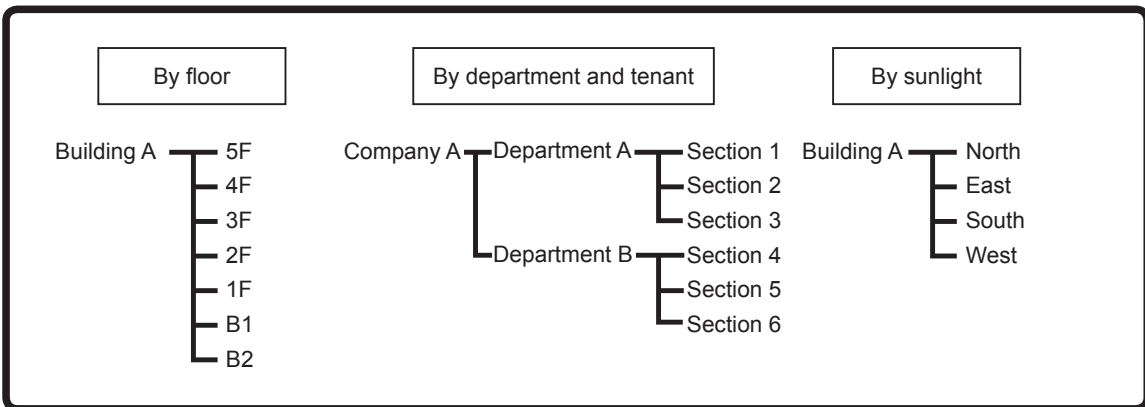 By floor
Building A
5F
4F
3F
2F
1F
B1
B2
By department and tenant
Company A
Department A
Section 1
Section 2
Section 3
Department B
Section 4
Section 5
Section 6
By sunlight
Building A
North
East
South
West